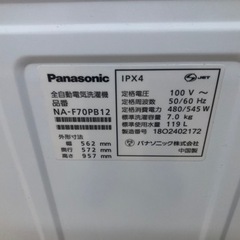 Panasonic
全自動電気洗濯機
品番
NA-F70PB12
外形寸法
幅 562 mm
奥行 572 mm
高さ 957 mm
IPX4
JET
定格電圧 100 V～
定格周波数 50/60 Hz
定格消費電力 480/545 W
標準洗濯容量 7.0 kg
標準使用水量 119 L
製造番号 18O2402172
パナソニック株式会社
中国製